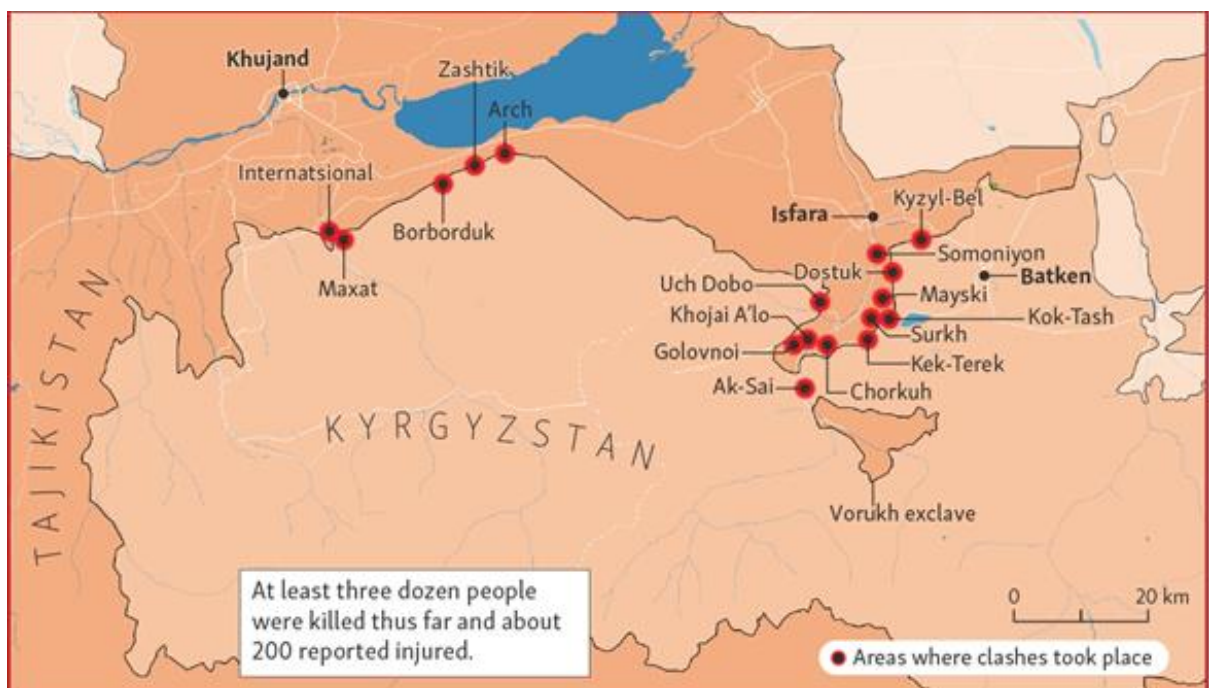 Khujand
Zashtik
Arch
Internatsional
Borborduk
Maxat
Isfara
Kyzyl-Bel
Somoniyon
Dostuk
Batken
Uch Dobo
Mayski
Khojai A'lo
Kok-Tash
Surkh
Golovnoi
Kek-Terek
Ak-Sai
Chorkuh
TAJIKISTAN
KYRGYZSTAN
Vorukh exclave
At least three dozen people
were killed thus far and about
200 reported injured.
0 20 km
Areas where clashes took place